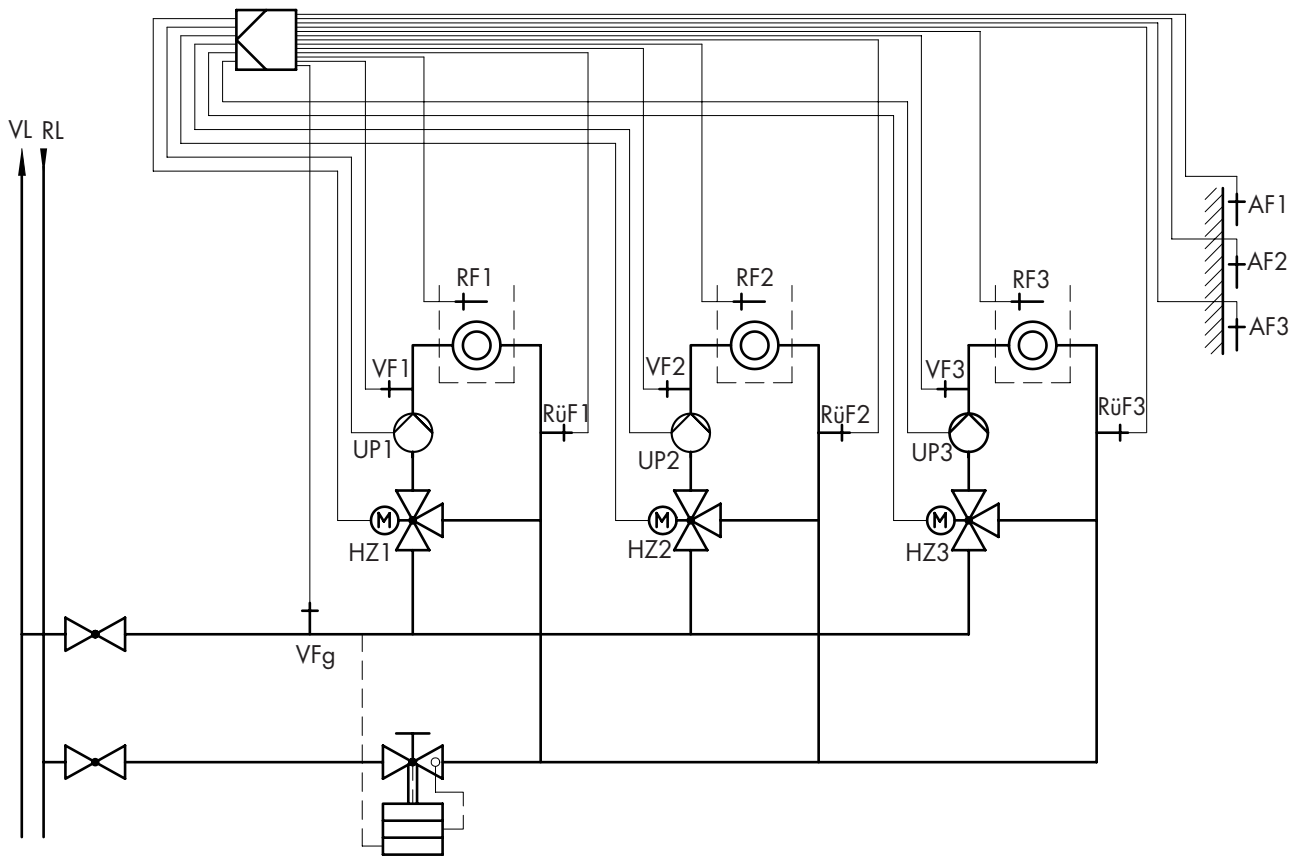 VL RL
AF1
AF2
AF3
RF1 RF2 RF3
VF1 VF2 VF3
RüF1 RüF2 RüF3
UP1 UP2 UP3
M M M
HZ1 HZ2 HZ3
VFg